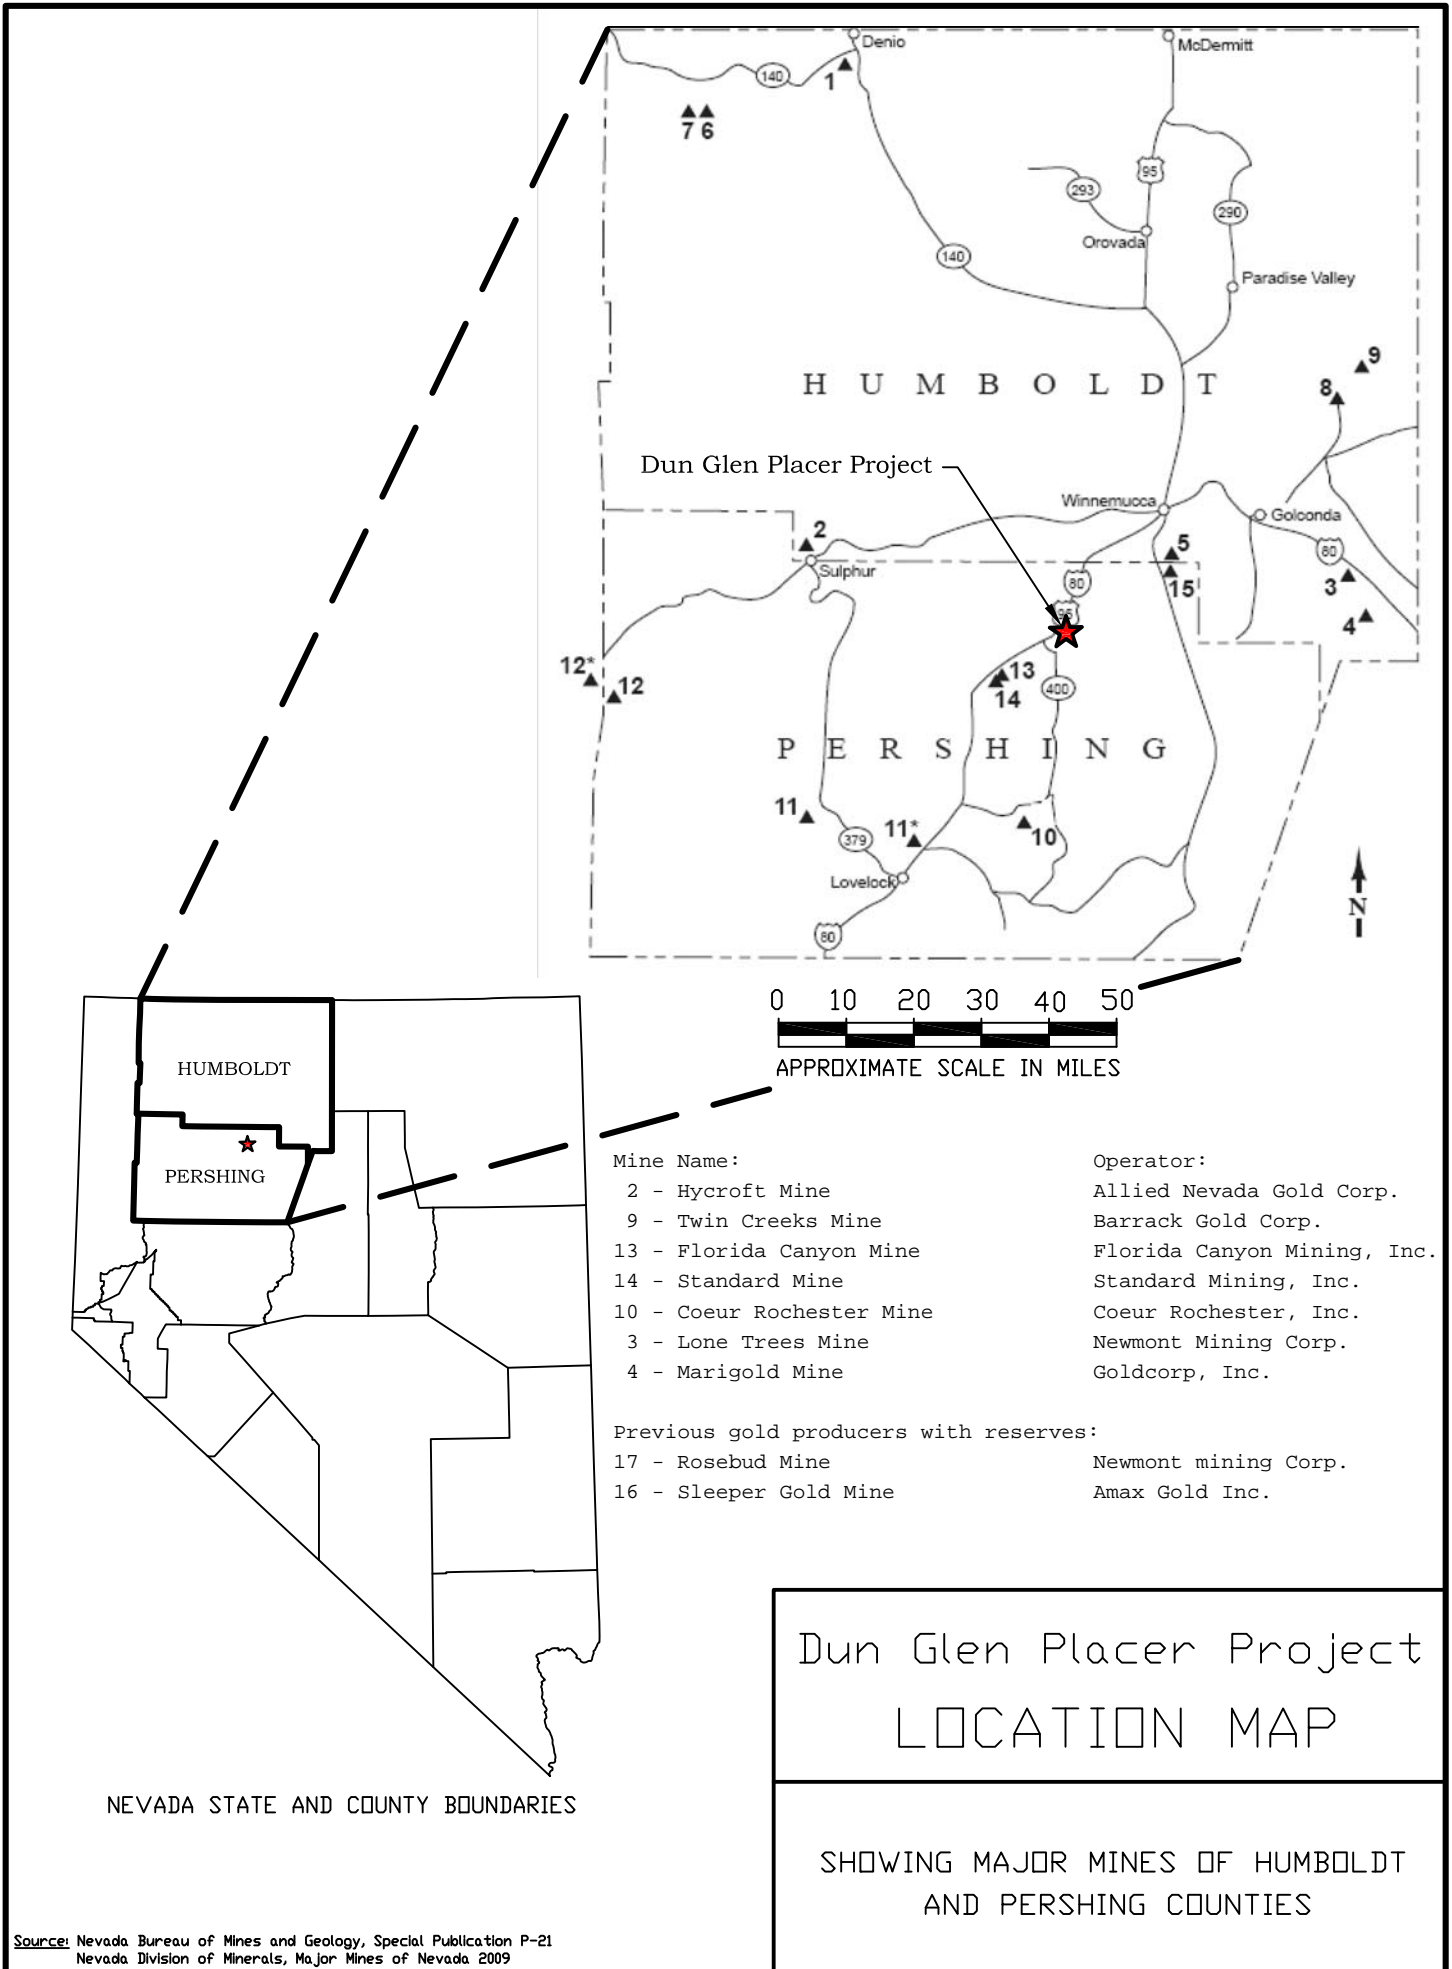 Denio
McDermitt
140
1
7 6
95
293
290
Orovada
140
Paradise Valley
9
8
HUMBOLDT
Dun Glen Placer Project
Winnemucca
Golconda
2
5
80
Sulphur
80
15
3
95
4
12*
12
13
14
400
PERSHING
11
11*
10
379
Lovelock
N
80
0 10 20 30 40 50
APPROXIMATE SCALE IN MILES
HUMBOLDT
PERSHING
Mine Name: Operator:
2 - Hycroft Mine Allied Nevada Gold Corp.
9 - Twin Creeks Mine Barrack Gold Corp.
13 - Florida Canyon Mine Florida Canyon Mining, Inc.
14 - Standard Mine Standard Mining, Inc.
10 - Coeur Rochester Mine Coeur Rochester, Inc.
3 - Lone Trees Mine Newmont Mining Corp.
4 - Marigold Mine Goldcorp, Inc.
Previous gold producers with reserves:
17 - Rosebud Mine Newmont mining Corp.
16 - Sleeper Gold Mine Amax Gold Inc.
NEVADA STATE AND COUNTY BOUNDARIES
Dun Glen Placer Project
LOCATION MAP
SHOWING MAJOR MINES OF HUMBOLDT
AND PERSHING COUNTIES
Source: Nevada Bureau of Mines and Geology, Special Publication P-21
Nevada Division of Minerals, Major Mines of Nevada 2009